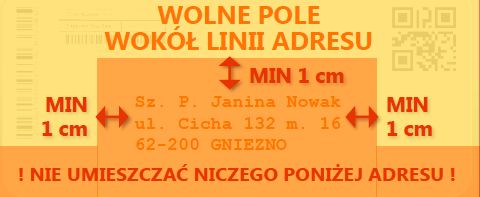 WOLNE POLE
WOKÓŁ LINII ADRESU
MIN 1 cm
MIN
1 cm
Sz. P. Janina Nowak
ul. Cicha 132 m. 16
62-200 GNIEZNO
MIN
1 cm
! NIE UMIESZCZAĆ NICZEGO PONIŻEJ ADRESU !